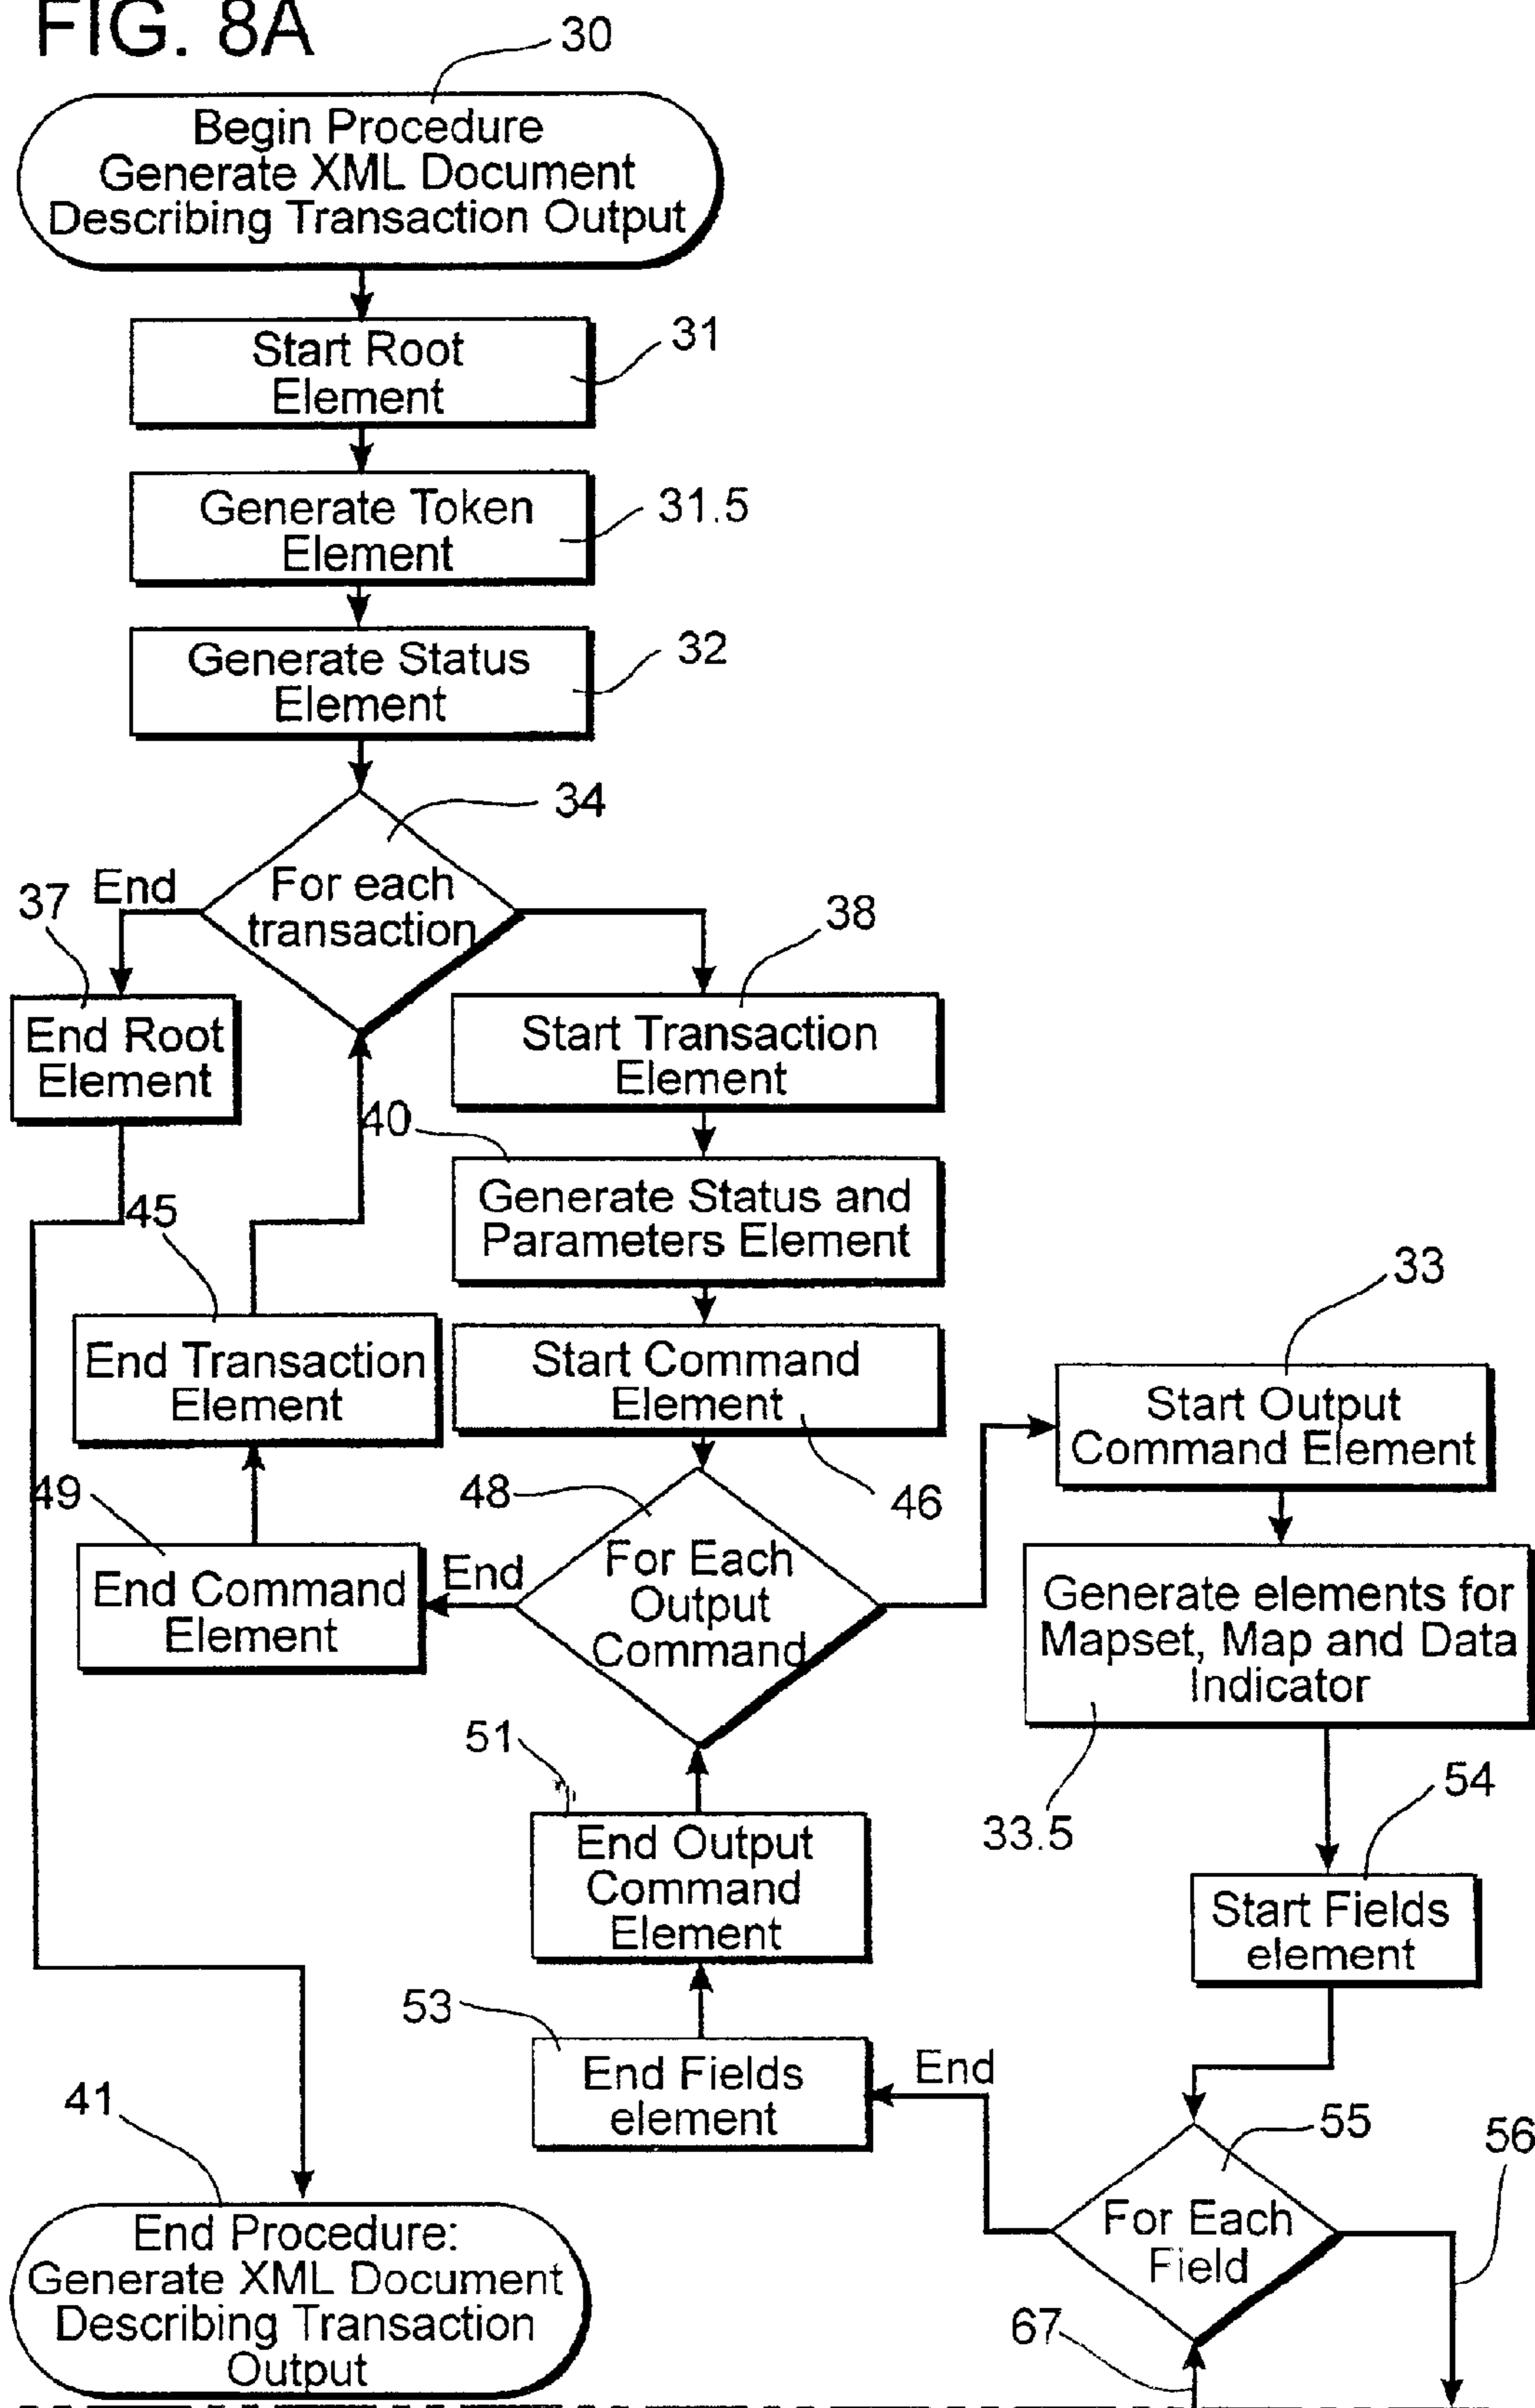 FIG. 8A
30
Begin Procedure
Generate XML Document
Describing Transaction Output
31
Start Root
Element
Generate Token
Element
31.5
Generate Status
Element
32
34
For each
transaction
End
37
38
End Root
Element
Start Transaction
Element
40
Generate Status and
Parameters Element
45
33
End Transaction
Element
Start Command
Element
46
Start Output
Command Element
49
48
End Command
Element
End
For Each
Output
Command
Generate elements for
Mapset, Map and Data
Indicator
33.5
51
End Output
Command
Element
54
Start Fields
element
53
End Fields
element
End
55
56
For Each
Field
67
41
End Procedure:
Generate XML Document
Describing Transaction
Output